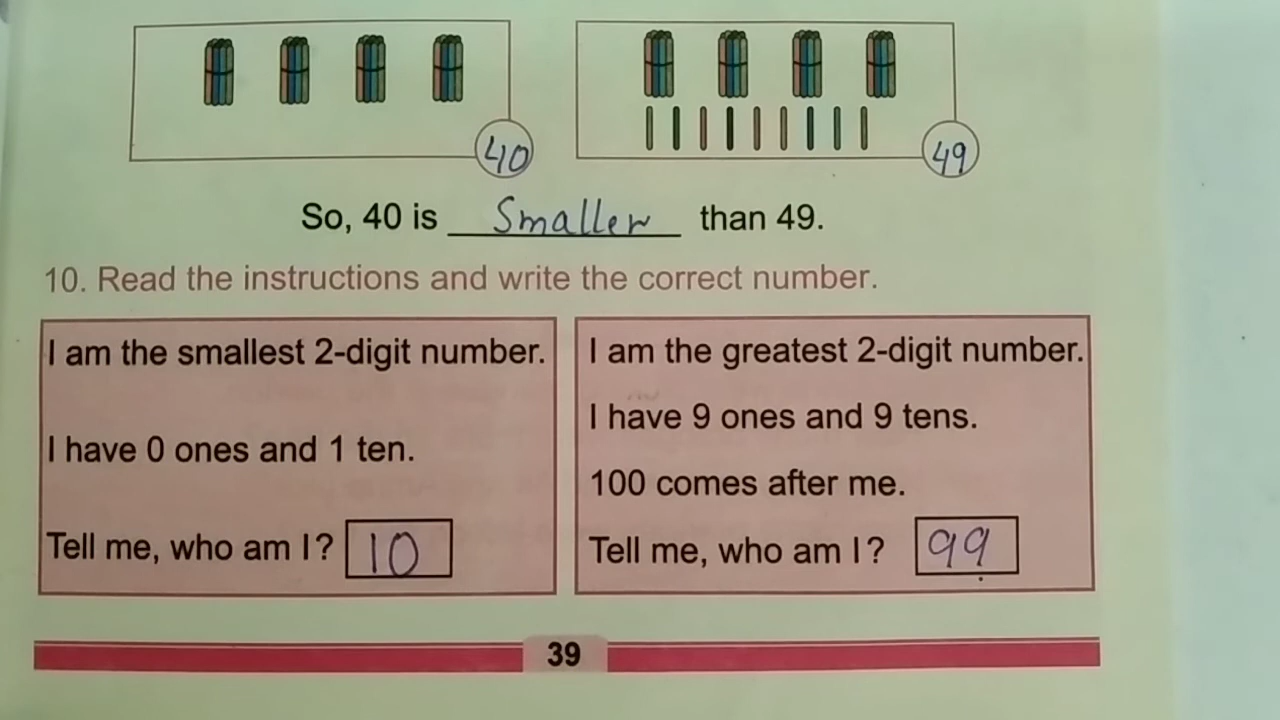 40 49
So, 40 is Smaller than 49.
10. Read the instructions and write the correct number.
I am the smallest 2-digit number.
I have 0 ones and 1 ten.
Tell me, who am I? 10
I am the greatest 2-digit number.
I have 9 ones and 9 tens.
100 comes after me.
Tell me, who am I? 99
39